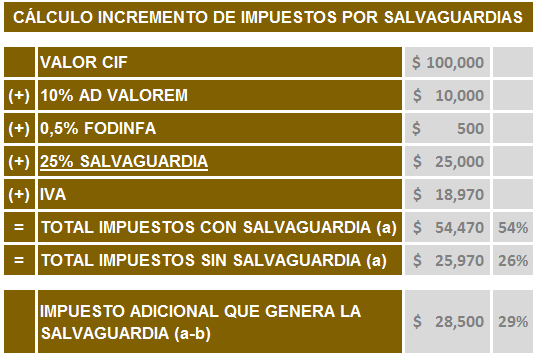 CÁLCULO INCREMENTO DE IMPUESTOS POR SALVAGUARDIAS
VALOR CIF $ 100,000
(+) 10% AD VALOREM $ 10,000
(+) 0,5% FODINFA $ 500
(+) 25% SALVAGUARDIA $ 25,000
(+) IVA $ 18,970
= TOTAL IMPUESTOS CON SALVAGUARDIA (a) $ 54,470 54%
= TOTAL IMPUESTOS SIN SALVAGUARDIA (a) $ 25,970 26%
IMPUESTO ADICIONAL QUE GENERA LA
SALVAGUARDIA (a-b) $ 28,500 29%